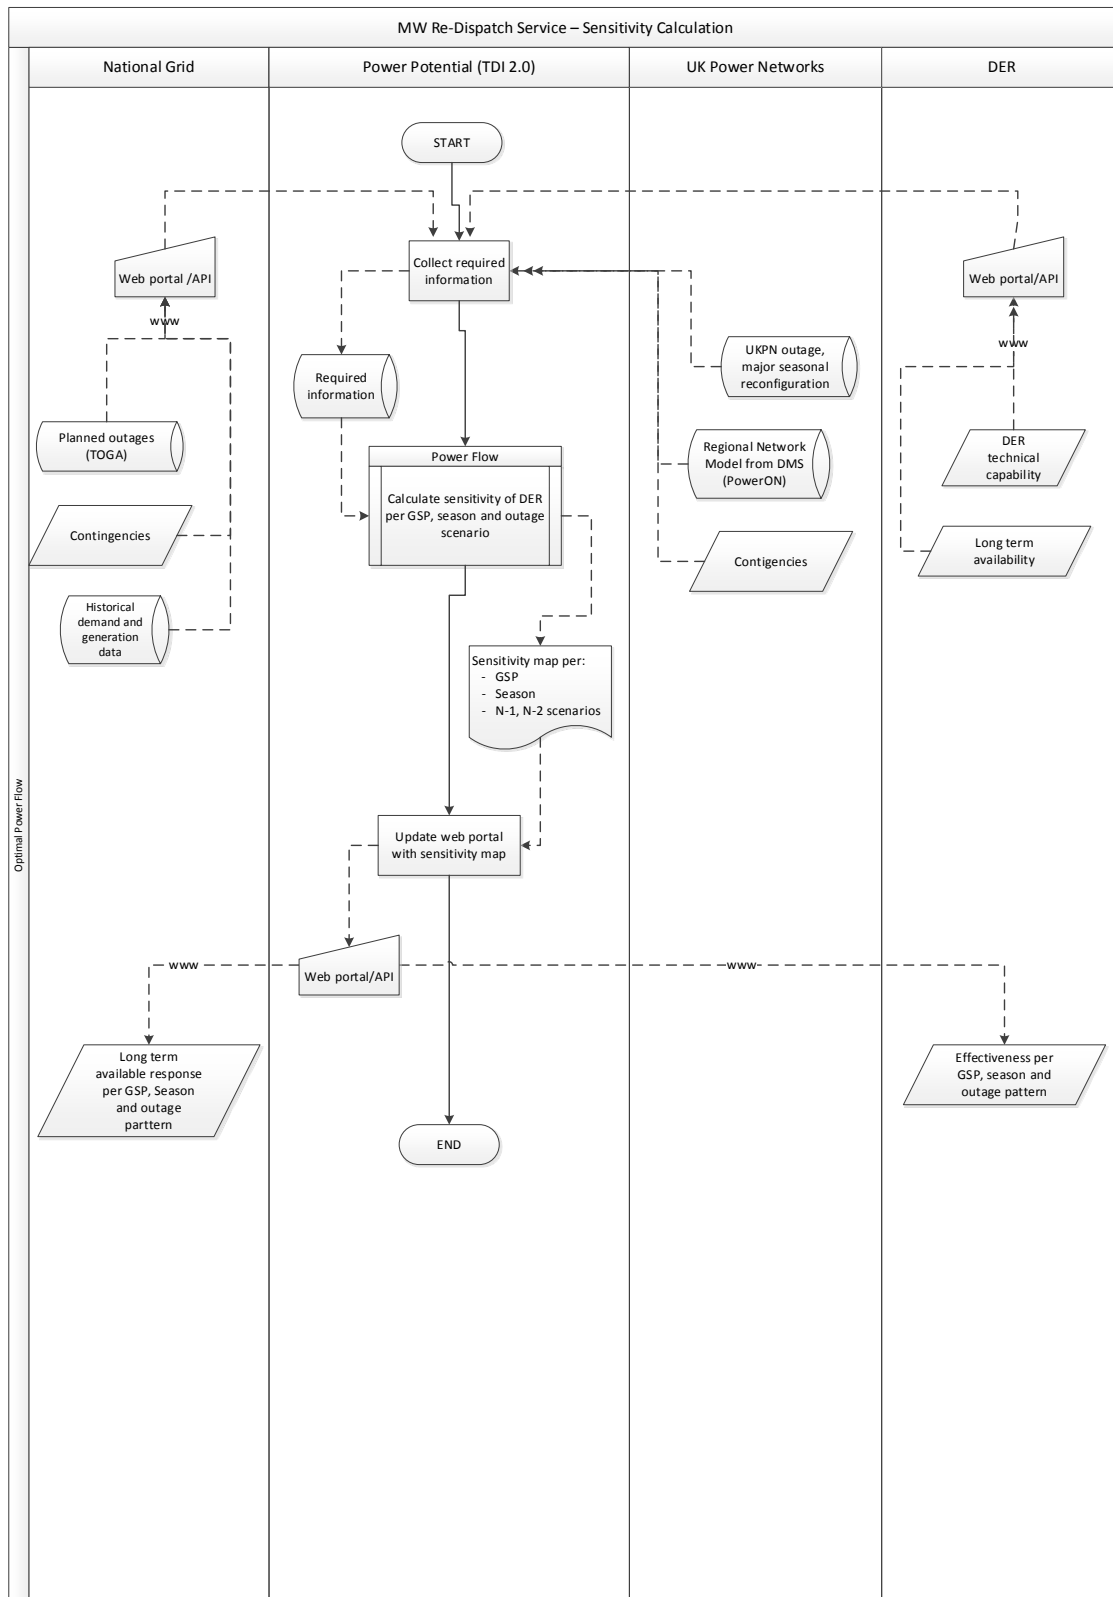 MW Re-Dispatch Service – Sensitivity Calculation
National Grid
Power Potential (TDI 2.0)
UK Power Networks
DER
Optimal Power Flow
START
Web portal /API
www
Collect required
information
Web portal/API
www
Required
information
UKPN outage,
major seasonal
reconfiguration
Planned outages
(TOGA)
Power Flow
Calculate sensitivity of DER
per GSP, season and outage
scenario
Regional Network
Model from DMS
(PowerON)
DER
technical
capability
Contingencies
Contigencies
Long term
availability
Historical
demand and
generation
data
Sensitivity map per:
- GSP
- Season
- N-1, N-2 scenarios
Update web portal
with sensitivity map
www
Web portal/API
www
Long term
available response
per GSP, Season
and outage
parttern
Effectiveness per
GSP, season and
outage pattern
END